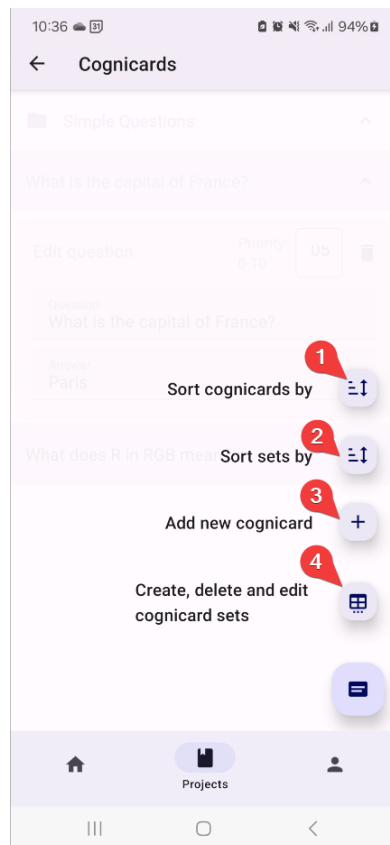 10:36 31 94%
Cognicards
Simple Questions
What is the capital of France?
Edit question
Priority
0-10
05
Question
What is the capital of France?
Answer
Paris
1
Sort cognicards by
2
What does R in RGB mean
Sort sets by
3
Add new cognicard
4
Create, delete and edit
cognicard sets
Projects